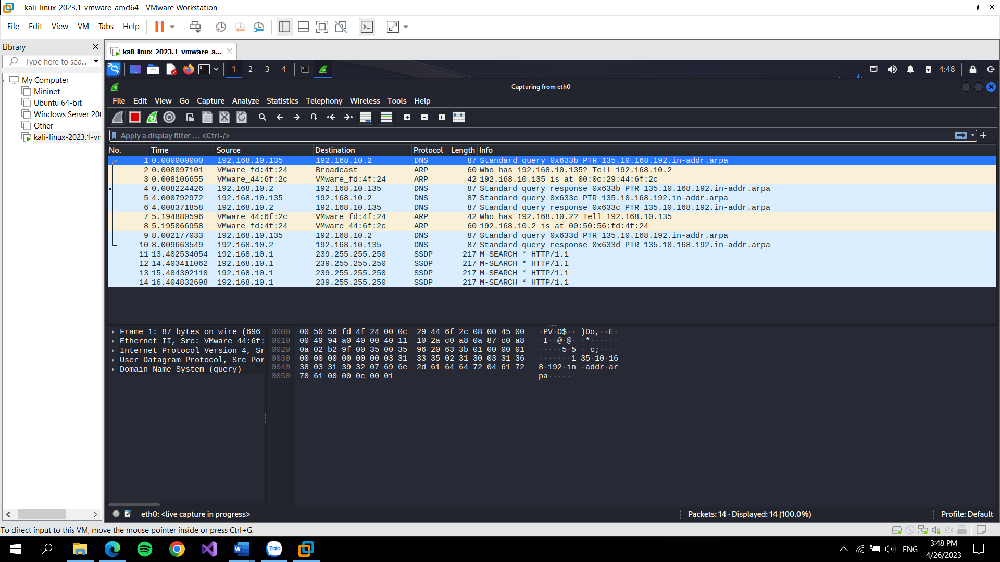 kali-linux-2023.1-vmware-amd64 - VMware Workstation
File Edit View VM Tabs Help
Library
Type here to sea...
My Computer
Mininet
Ubuntu 64-bit
Windows Server 200
Other
kali-linux-2023.1-vn
kali-linux-2023.1-vmware-a...
1 2 3 4
4:48
Capturing from eth0
File Edit View Go Capture Analyze Statistics Telephony Wireless Tools Help
Apply a display filter ... <Ctrl-/>
No. Time Source Destination Protocol Length Info
1 0.000000000 192.168.10.135 192.168.10.2 DNS 87 Standard query 0x633b PTR 135.10.168.192.in-addr.arpa
2 0.008097101 VMware_fd:4f:24 Broadcast ARP 60 Who has 192.168.10.135? Tell 192.168.10.2
3 0.008106655 VMware_44:6f:2c VMware_fd:4f:24 ARP 42 192.168.10.135 is at 00:0c:29:44:6f:2c
4 0.008224426 192.168.10.2 192.168.10.135 DNS 87 Standard query response 0x633b PTR 135.10.168.192.in-addr.arpa
5 4.000792972 192.168.10.135 192.168.10.2 DNS 87 Standard query 0x633c PTR 135.10.168.192.in-addr.arpa
6 4.008371858 192.168.10.2 192.168.10.135 DNS 87 Standard query response 0x633c PTR 135.10.168.192.in-addr.arpa
7 5.194880596 VMware_44:6f:2c VMware_fd:4f:24 ARP 42 Who has 192.168.10.2? Tell 192.168.10.135
8 5.195066958 VMware_fd:4f:24 VMware_44:6f:2c ARP 60 192.168.10.2 is at 00:50:56:fd:4f:24
9 8.002177033 192.168.10.135 192.168.10.2 DNS 87 Standard query 0x633d PTR 135.10.168.192.in-addr.arpa
10 8.009663549 192.168.10.2 192.168.10.135 DNS 87 Standard query response 0x633d PTR 135.10.168.192.in-addr.arpa
11 13.402534054 192.168.10.1 239.255.255.250 SSDP 217 M-SEARCH * HTTP/1.1
12 14.403411062 192.168.10.1 239.255.255.250 SSDP 217 M-SEARCH * HTTP/1.1
13 15.404302110 192.168.10.1 239.255.255.250 SSDP 217 M-SEARCH * HTTP/1.1
14 16.404832698 192.168.10.1 239.255.255.250 SSDP 217 M-SEARCH * HTTP/1.1
Frame 1: 87 bytes on wire (696
Ethernet II, Src: VMware_44:6f:
Internet Protocol Version 4, Sr
User Datagram Protocol, Src Por
Domain Name System (query)
0000 00 50 56 fd 4f 24 00 0c 29 44 6f 2c 08 00 45 00 ·PV·O$·· )Do,··E·
0010 00 49 94 a0 40 00 40 11 10 2a c0 a8 0a 87 c0 a8 ·I··@·@· ·*······
0020 0a 02 b2 9f 00 35 00 35 96 20 63 3b 01 00 00 01 ·····5·5 · c;····
0030 00 00 00 00 00 00 03 31 33 35 02 31 30 03 31 36 ·······1 35·10·16
0040 38 03 31 39 32 07 69 6e 2d 61 64 64 72 04 61 72 8·192·in -addr·ar
0050 70 61 00 00 0c 00 01 pa·····
eth0: <live capture in progress>
Packets: 14 · Displayed: 14 (100.0%)
Profile: Default
To direct input to this VM, move the mouse pointer inside or press Ctrl+G.
Zalo
ENG
3:48 PM
4/26/2023